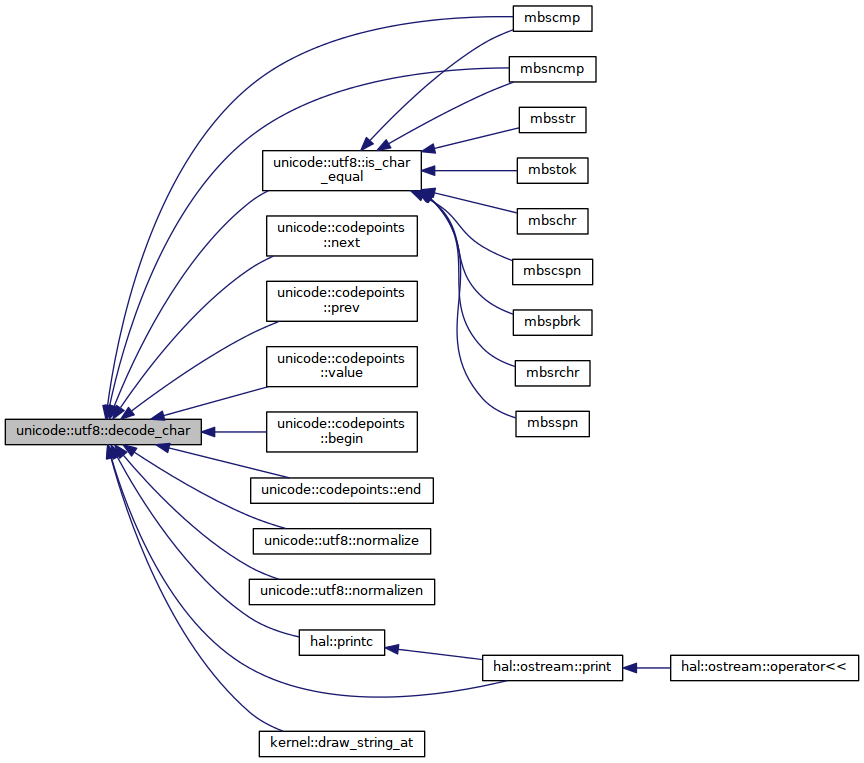 mbscmp
mbsncmp
mbsstr
unicode::utf8::is_char
_equal
mbstok
mbschr
unicode::codepoints
::next
mbscspn
unicode::codepoints
::prev
mbspbrk
unicode::codepoints
::value
mbsrchr
unicode::utf8::decode_char
unicode::codepoints
::begin
mbsspn
unicode::codepoints::end
unicode::utf8::normalize
unicode::utf8::normalizen
hal::printc
hal::ostream::print
hal::ostream::operator<<
kernel::draw_string_at